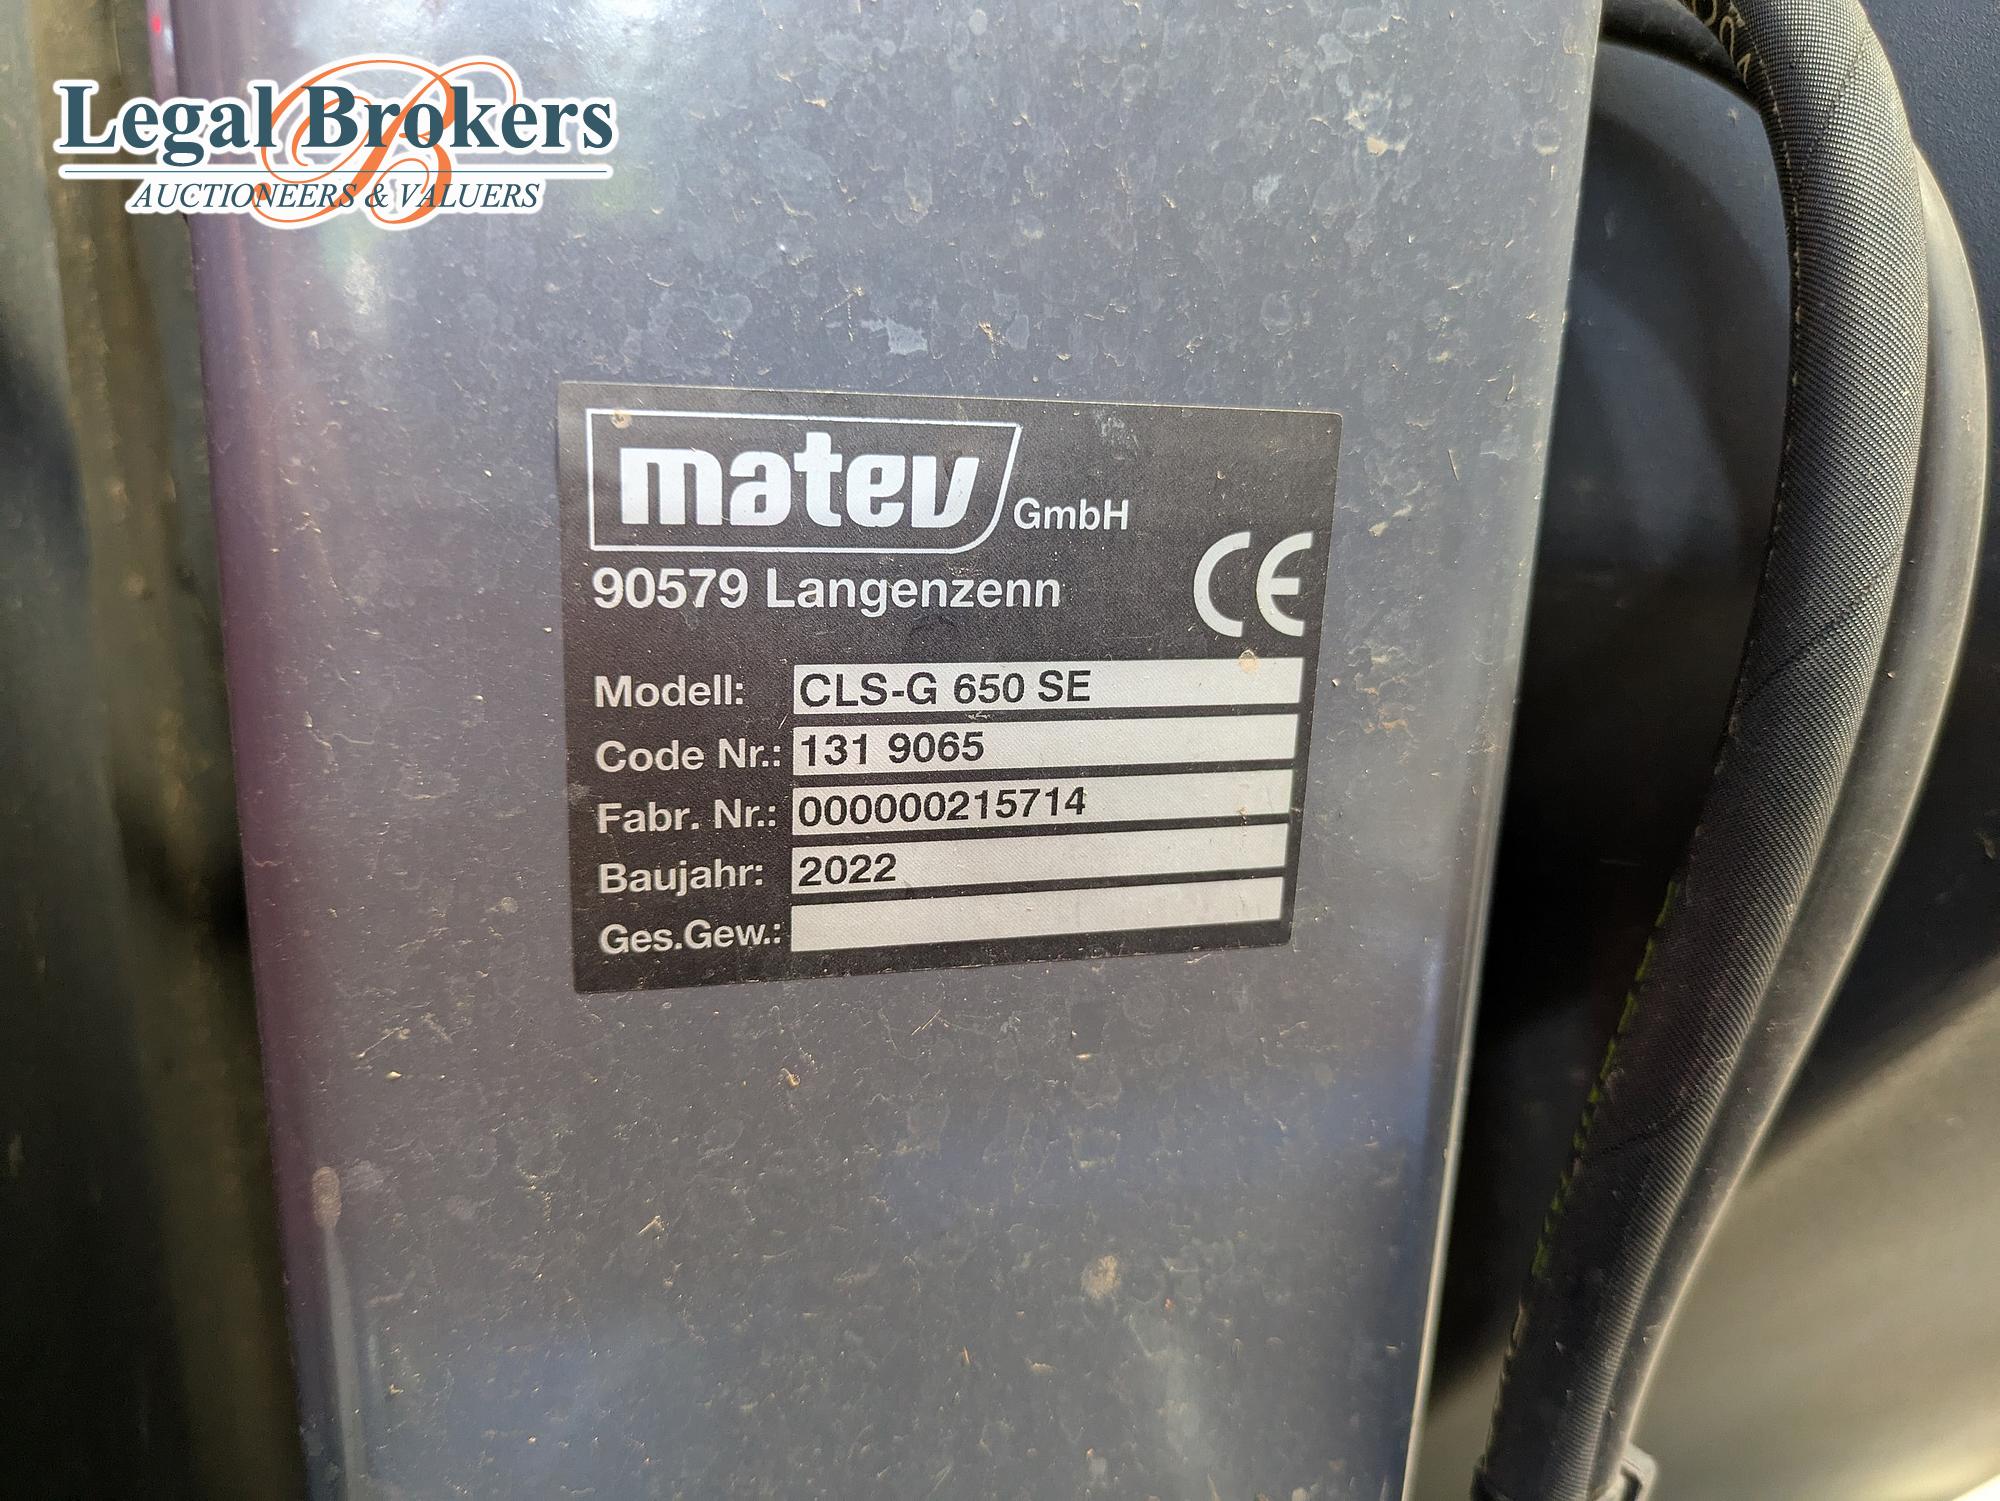 Legal Brokers
AUCTIONEERS & VALUERS
matev GmbH
90579 Langenzenn
CE
Modell: CLS-G 650 SE
Code Nr.: 131 9065
Fabr. Nr.: 000000215714
Baujahr: 2022
Ges.Gew.: